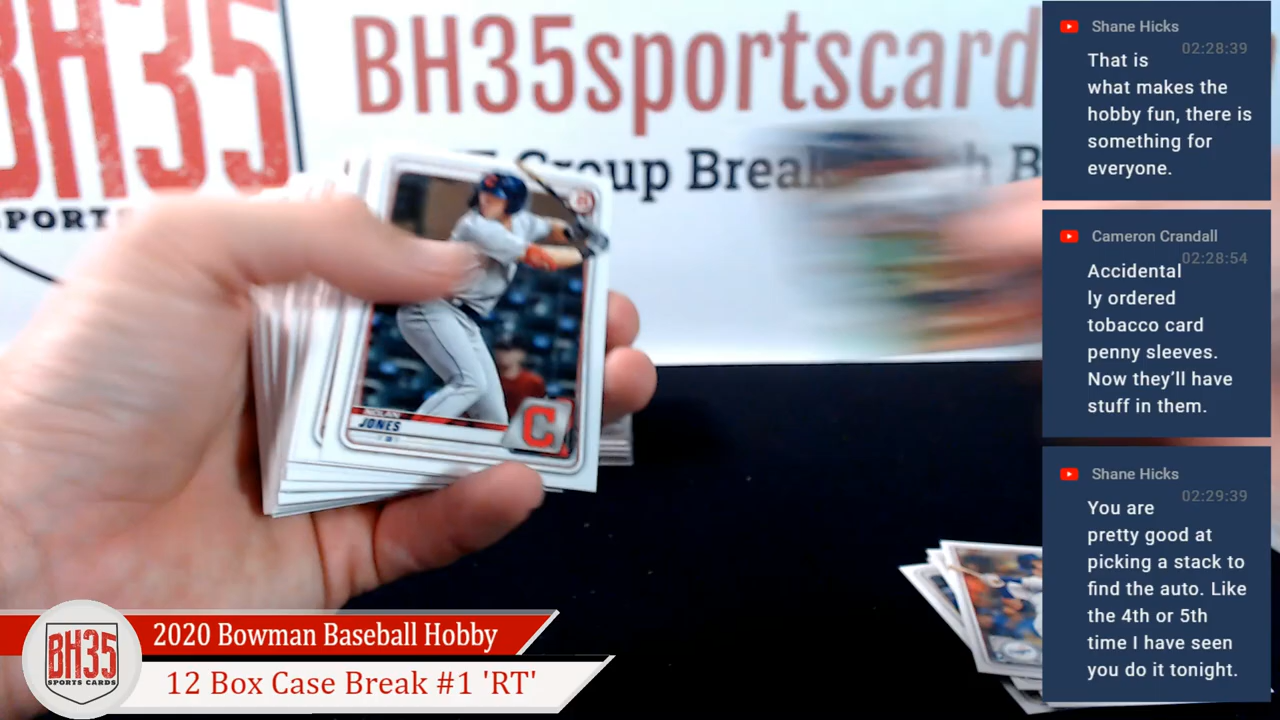 BH35
SPORT
BH35sportscard
Group Break
B
NOLAN
JONES
C
Shane Hicks
02:28:39
That is
what makes the
hobby fun, there is
something for
everyone.
Cameron Crandall
02:28:54
Accidental
ly ordered
tobacco card
penny sleeves.
Now they'll have
stuff in them.
Shane Hicks
02:29:39
You are
pretty good at
picking a stack to
find the auto. Like
the 4th or 5th
time I have seen
you do it tonight.
BH35
SPORTS CARDS
2020 Bowman Baseball Hobby
12 Box Case Break #1 'RT'